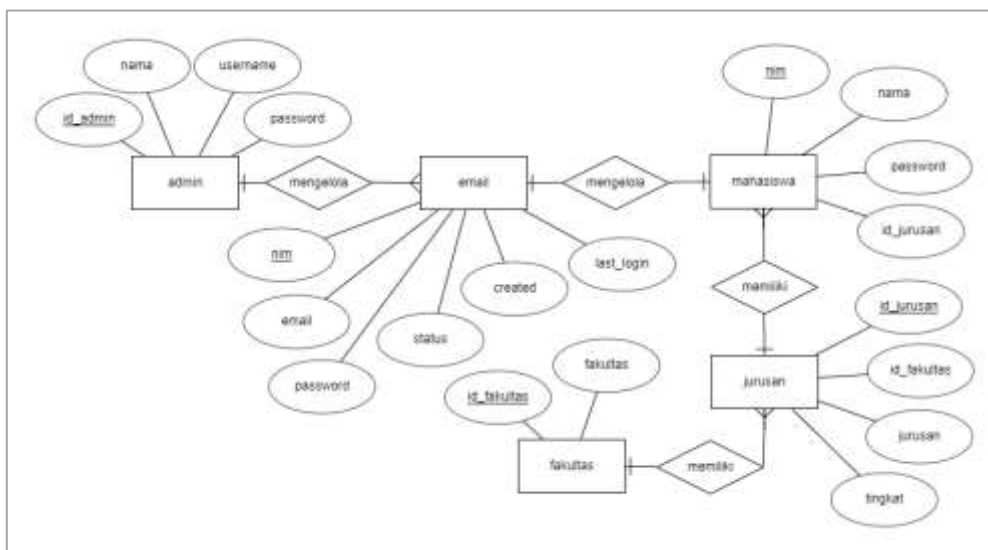 nama
username
id_admin
password
admin
mengelola
email
mengelola
mahasiswa
nim
nama
password
id_jurusan
nim
email
password
status
created
last_login
memiliki
id_jurusan
id_fakultas
jurusan
jurusan
tingkat
fakultas
id_fakultas
fakultas
memiliki